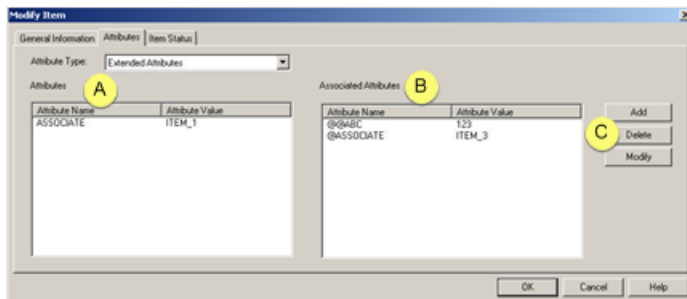 Modify Item
General Information Attributes Item Status
Attribute Type: Extended Attributes
Attributes A Associated Attributes B
Attribute Name Attribute Value Attribute Name Attribute Value Add
ASSOCIATE ITEM_1 @@ABC 123
@ASSOCIATE ITEM_3 C Delete
Modify
OK Cancel Help